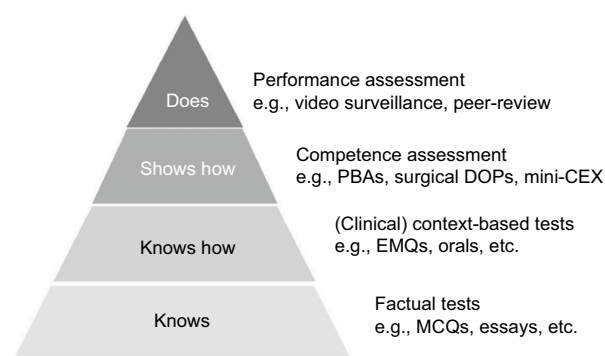 Does
Performance assessment
e.g., video surveillance, peer-review
Shows how
Competence assessment
e.g., PBAs, surgical DOPs, mini-CEX
Knows how
(Clinical) context-based tests
e.g., EMQs, orals, etc.
Knows
Factual tests
e.g., MCQs, essays, etc.